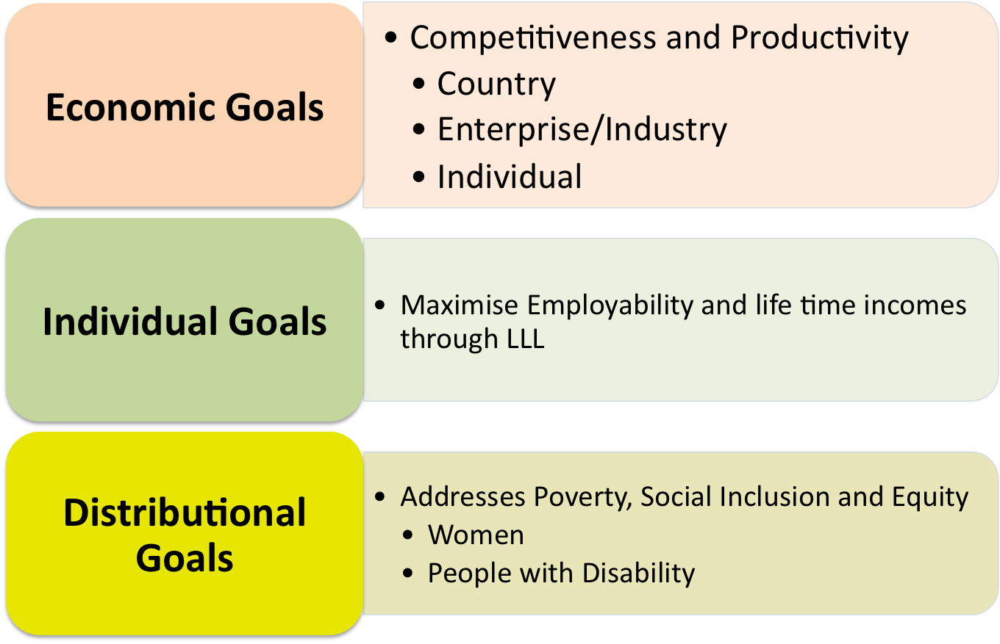 Economic Goals
• Competitiveness and Productivity
• Country
• Enterprise/Industry
• Individual
Individual Goals
• Maximise Employability and life time incomes
through LLL
Distributional
Goals
• Addresses Poverty, Social Inclusion and Equity
• Women
• People with Disability